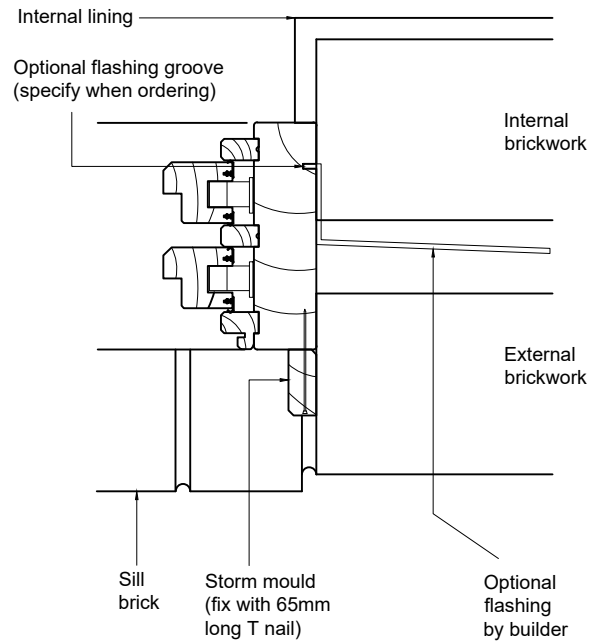 Internal lining
Optional flashing groove
(specify when ordering)
Internal
brickwork
External
brickwork
Sill
brick
Storm mould
(fix with 65mm
long T nail)
Optional
flashing
by builder